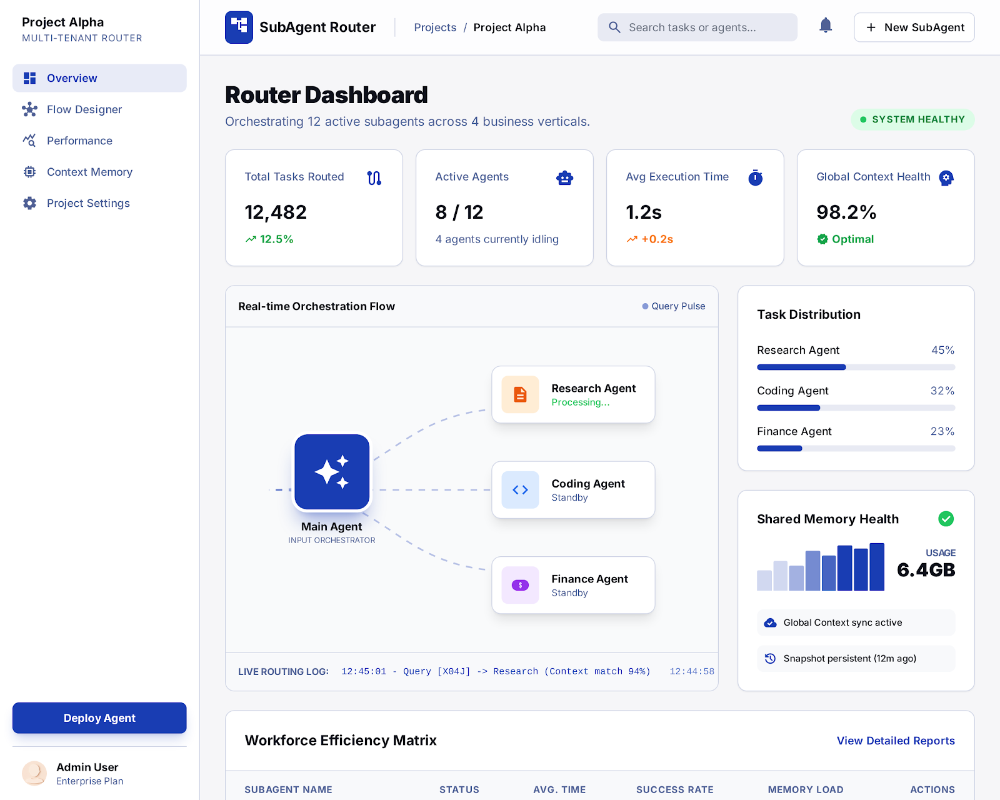 Project Alpha
MULTI-TENANT ROUTER
Overview
Flow Designer
Performance
Context Memory
Project Settings
Deploy Agent
Admin User
Enterprise Plan
SubAgent Router
Projects / Project Alpha
Search tasks or agents...
+ New SubAgent
Router Dashboard
Orchestrating 12 active subagents across 4 business verticals.
SYSTEM HEALTHY
Total Tasks Routed
12,482
12.5%
Active Agents
8 / 12
4 agents currently idling
Avg Execution Time
1.2s
+0.2s
Global Context Health
98.2%
Optimal
Real-time Orchestration Flow
Query Pulse
Main Agent
INPUT ORCHESTRATOR
Research Agent
Processing...
Coding Agent
Standby
$
Finance Agent
Standby
LIVE ROUTING LOG: 12:45:01 - Query [X04J] -> Research (Context match 94%) 12:44:58
Task Distribution
Research Agent 45%
Coding Agent 32%
Finance Agent 23%
Shared Memory Health
USAGE
6.4GB
Global Context sync active
Snapshot persistent (12m ago)
Workforce Efficiency Matrix
View Detailed Reports
SUBAGENT NAME STATUS AVG. TIME SUCCESS RATE MEMORY LOAD ACTIONS